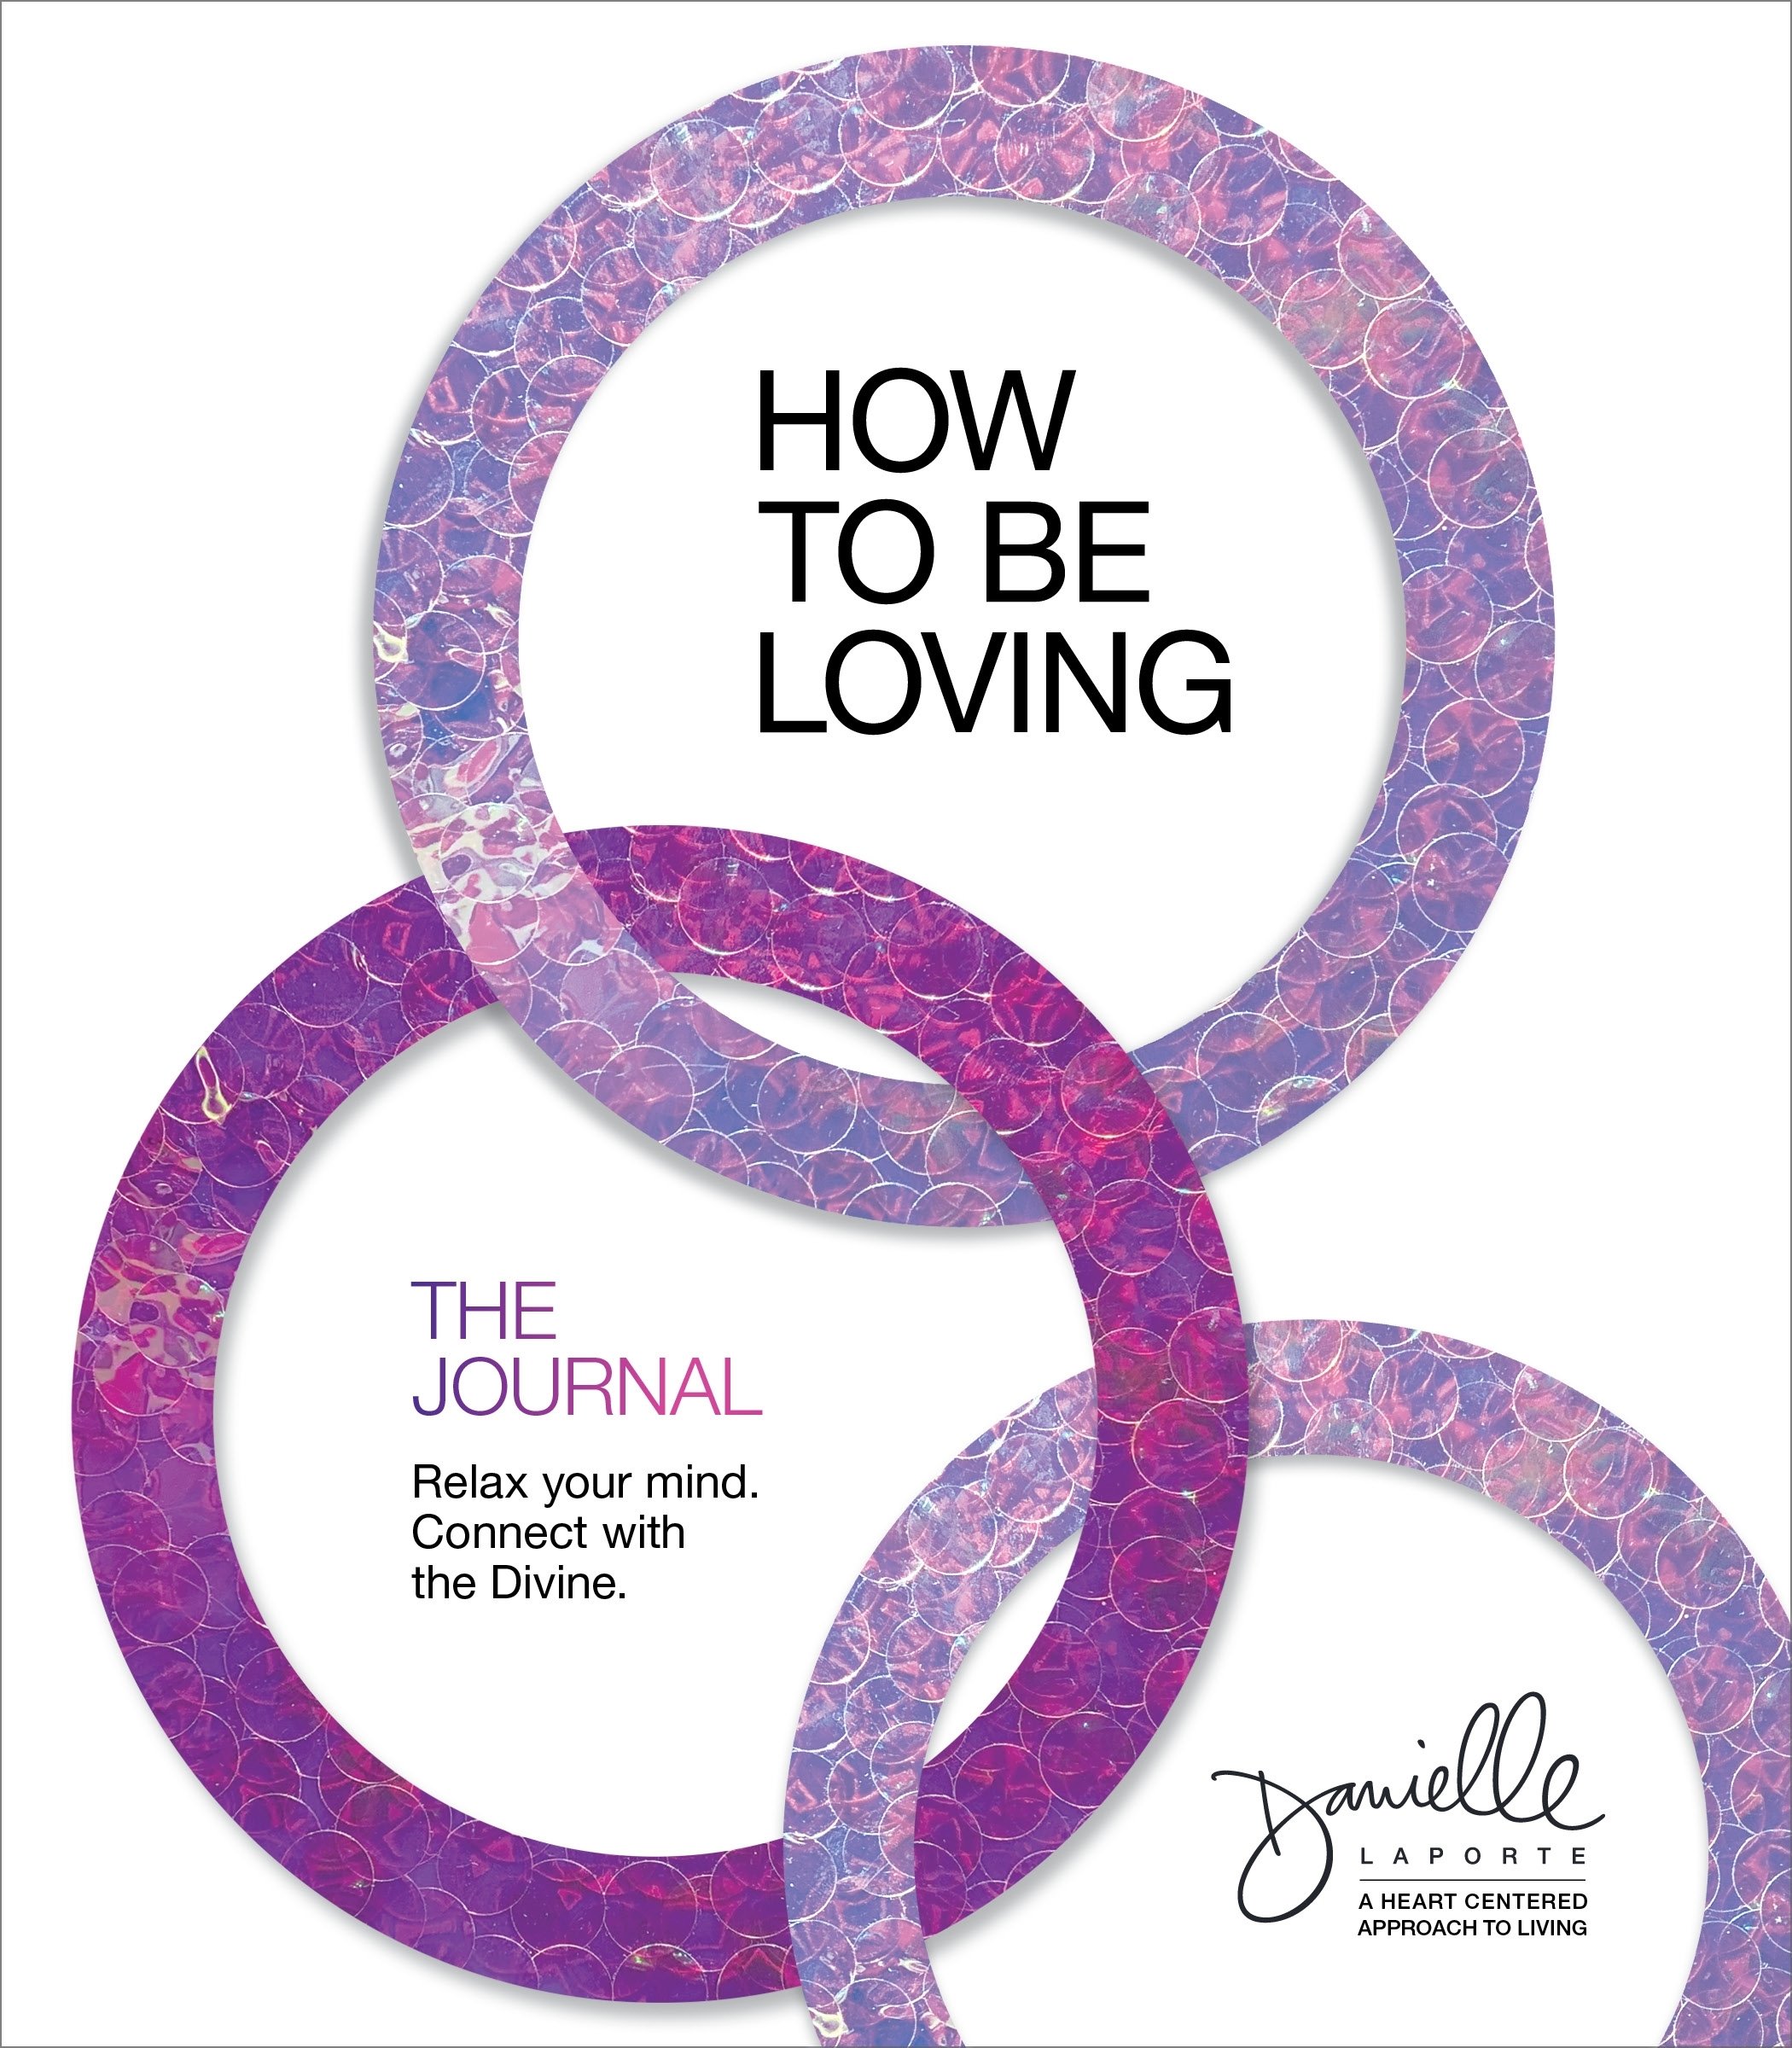 HOW
TO BE
LOVING
THE
JOURNAL
Relax your mind.
Connect with
the Divine.
Danielle
LAPORTE
A HEART CENTERED
APPROACH TO LIVING